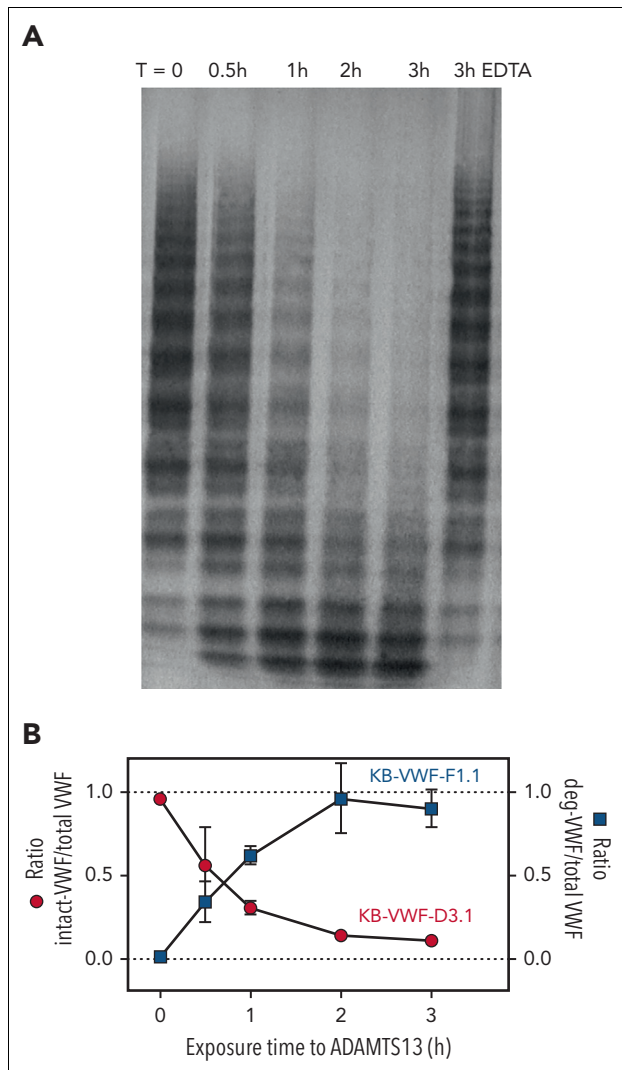 A
T = 0 0.5h 1h 2h 3h 3h EDTA
B
KB-VWF-F1.1
KB-VWF-D3.1
1.0
0.5
0.0
1.0
0.5
0.0
Ratio
intact-VWF/total VWF
Ratio
deg-VWF/total VWF
0 1 2 3
Exposure time to ADAMTS13 (h)